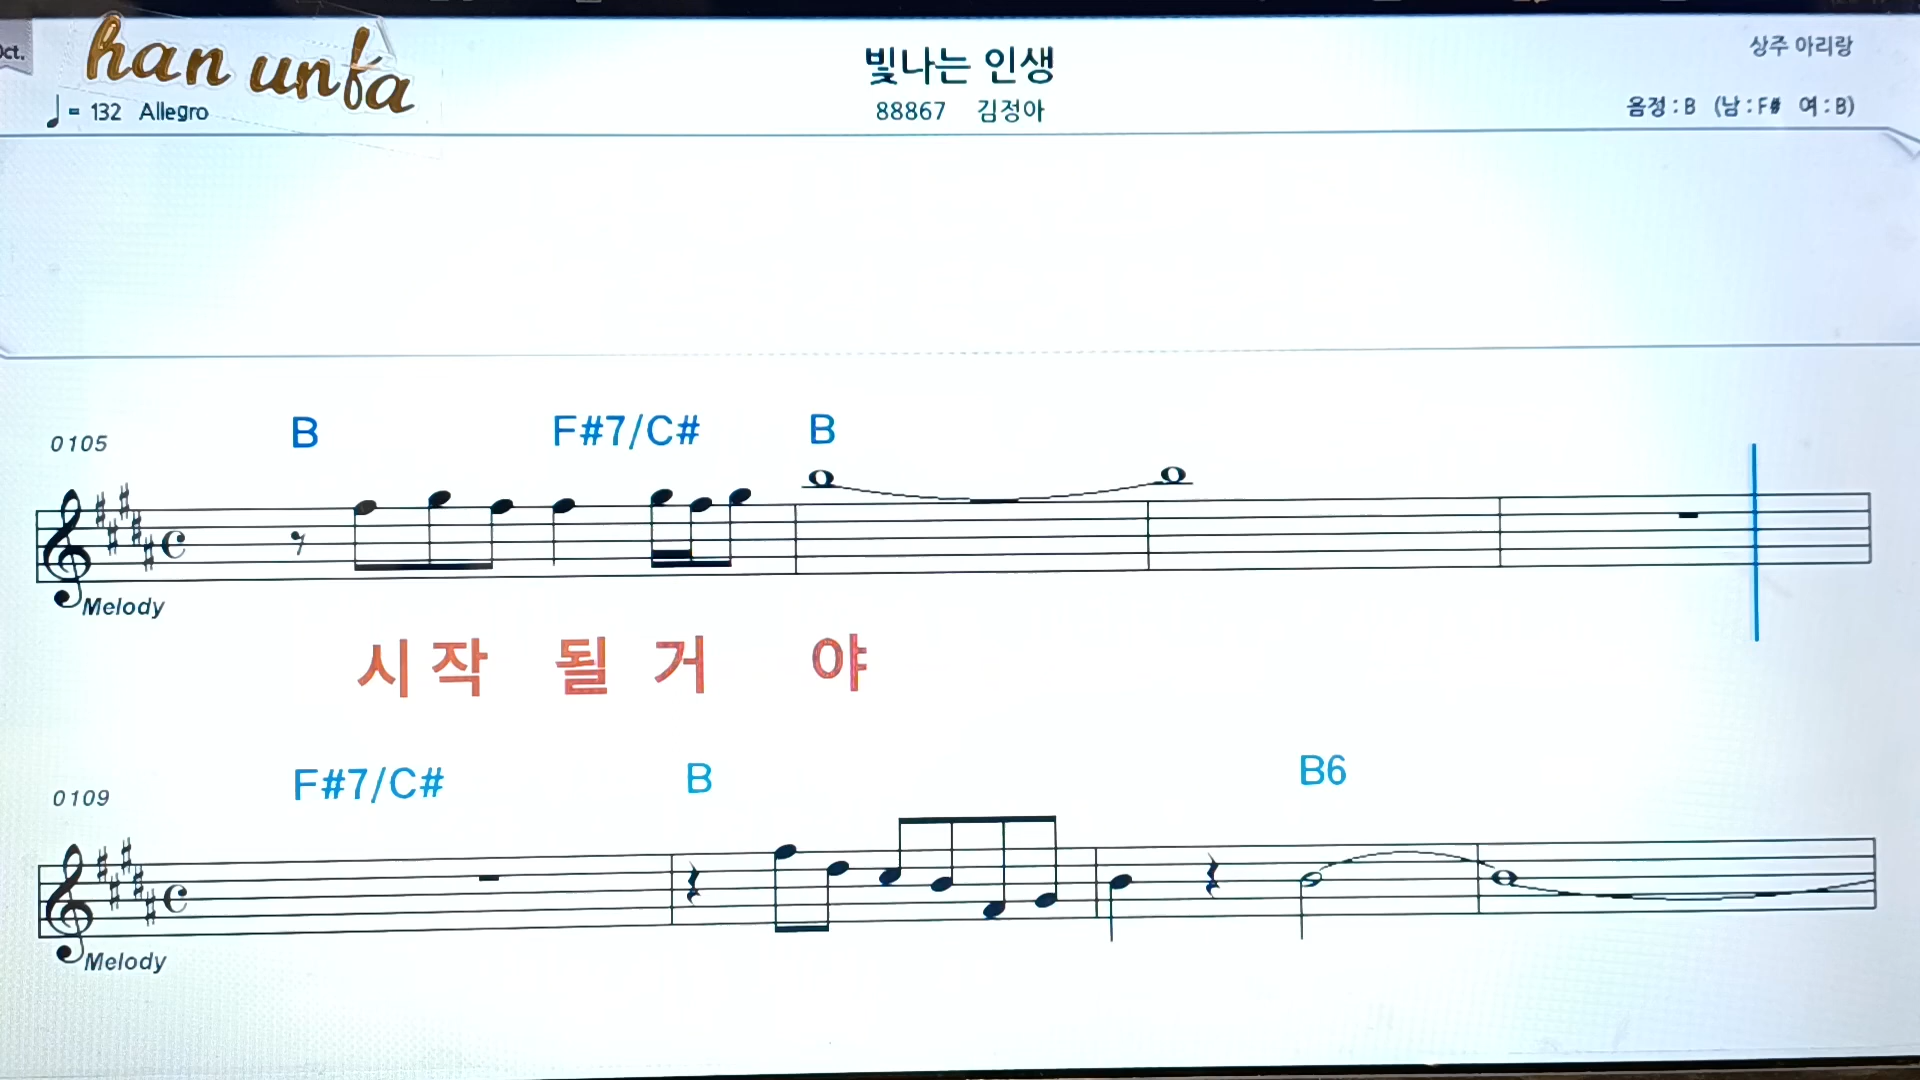 Oct.
han unfa
= 132 Allegro
빛나는 인생
88867 김정아
상주 아리랑
음정 : B (남 : F# 여 : B)
B F#7/C# B
0105
Melody
시작 될 거 야
F#7/C# B B6
0109
Melody